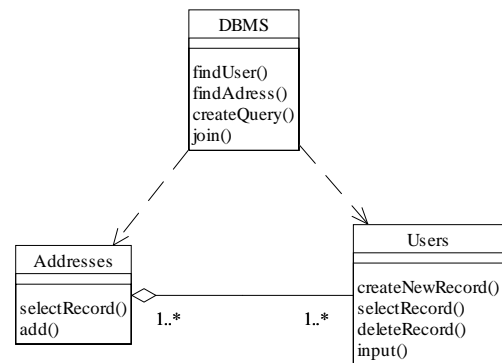 DBMS
findUser()
findAdress()
createQuery()
join()
Addresses
selectRecord()
add()
1..*
1..*
Users
createNewRecord()
selectRecord()
deleteRecord()
input()